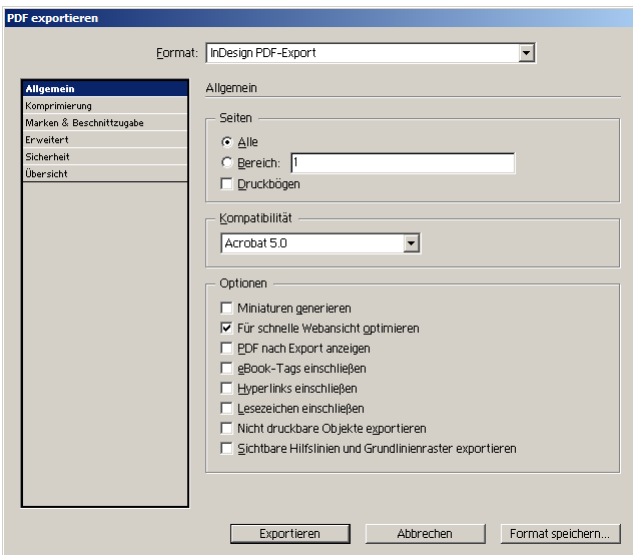 PDF exportieren
Format: InDesign PDF-Export
Allgemein
Komprimierung
Marken & Beschnittzugabe
Erweitert
Sicherheit
Übersicht
Allgemein
Seiten
Alle
Bereich: 1
Druckbögen
Kompatibilität
Acrobat 5.0
Optionen
Miniaturen generieren
Für schnelle Webansicht optimieren
PDF nach Export anzeigen
eBook-Tags einschließen
Hyperlinks einschließen
Lesezeichen einschließen
Nicht druckbare Objekte exportieren
Sichtbare Hilfslinien und Grundlinienraster exportieren
Exportieren Abbrechen Format speichern...